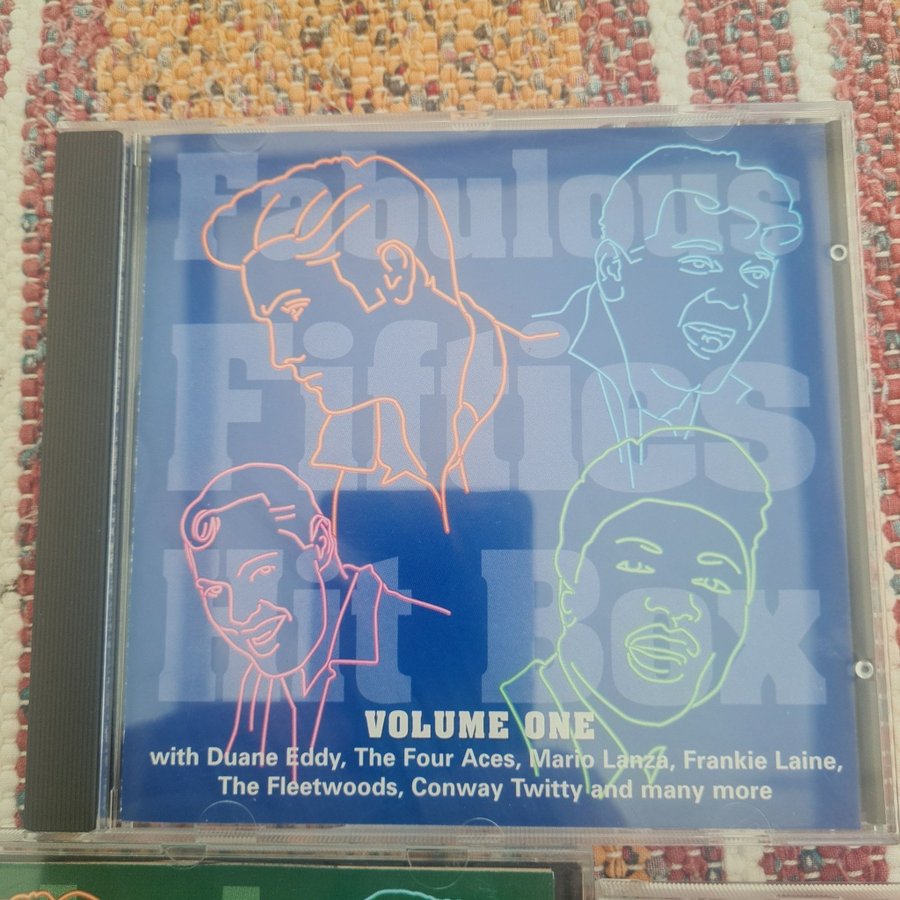 Fabulous
Fifties
Hit Box
VOLUME ONE
with Duane Eddy, The Four Aces, Mario Lanza, Frankie Laine,
The Fleetwoods, Conway Twitty and many more